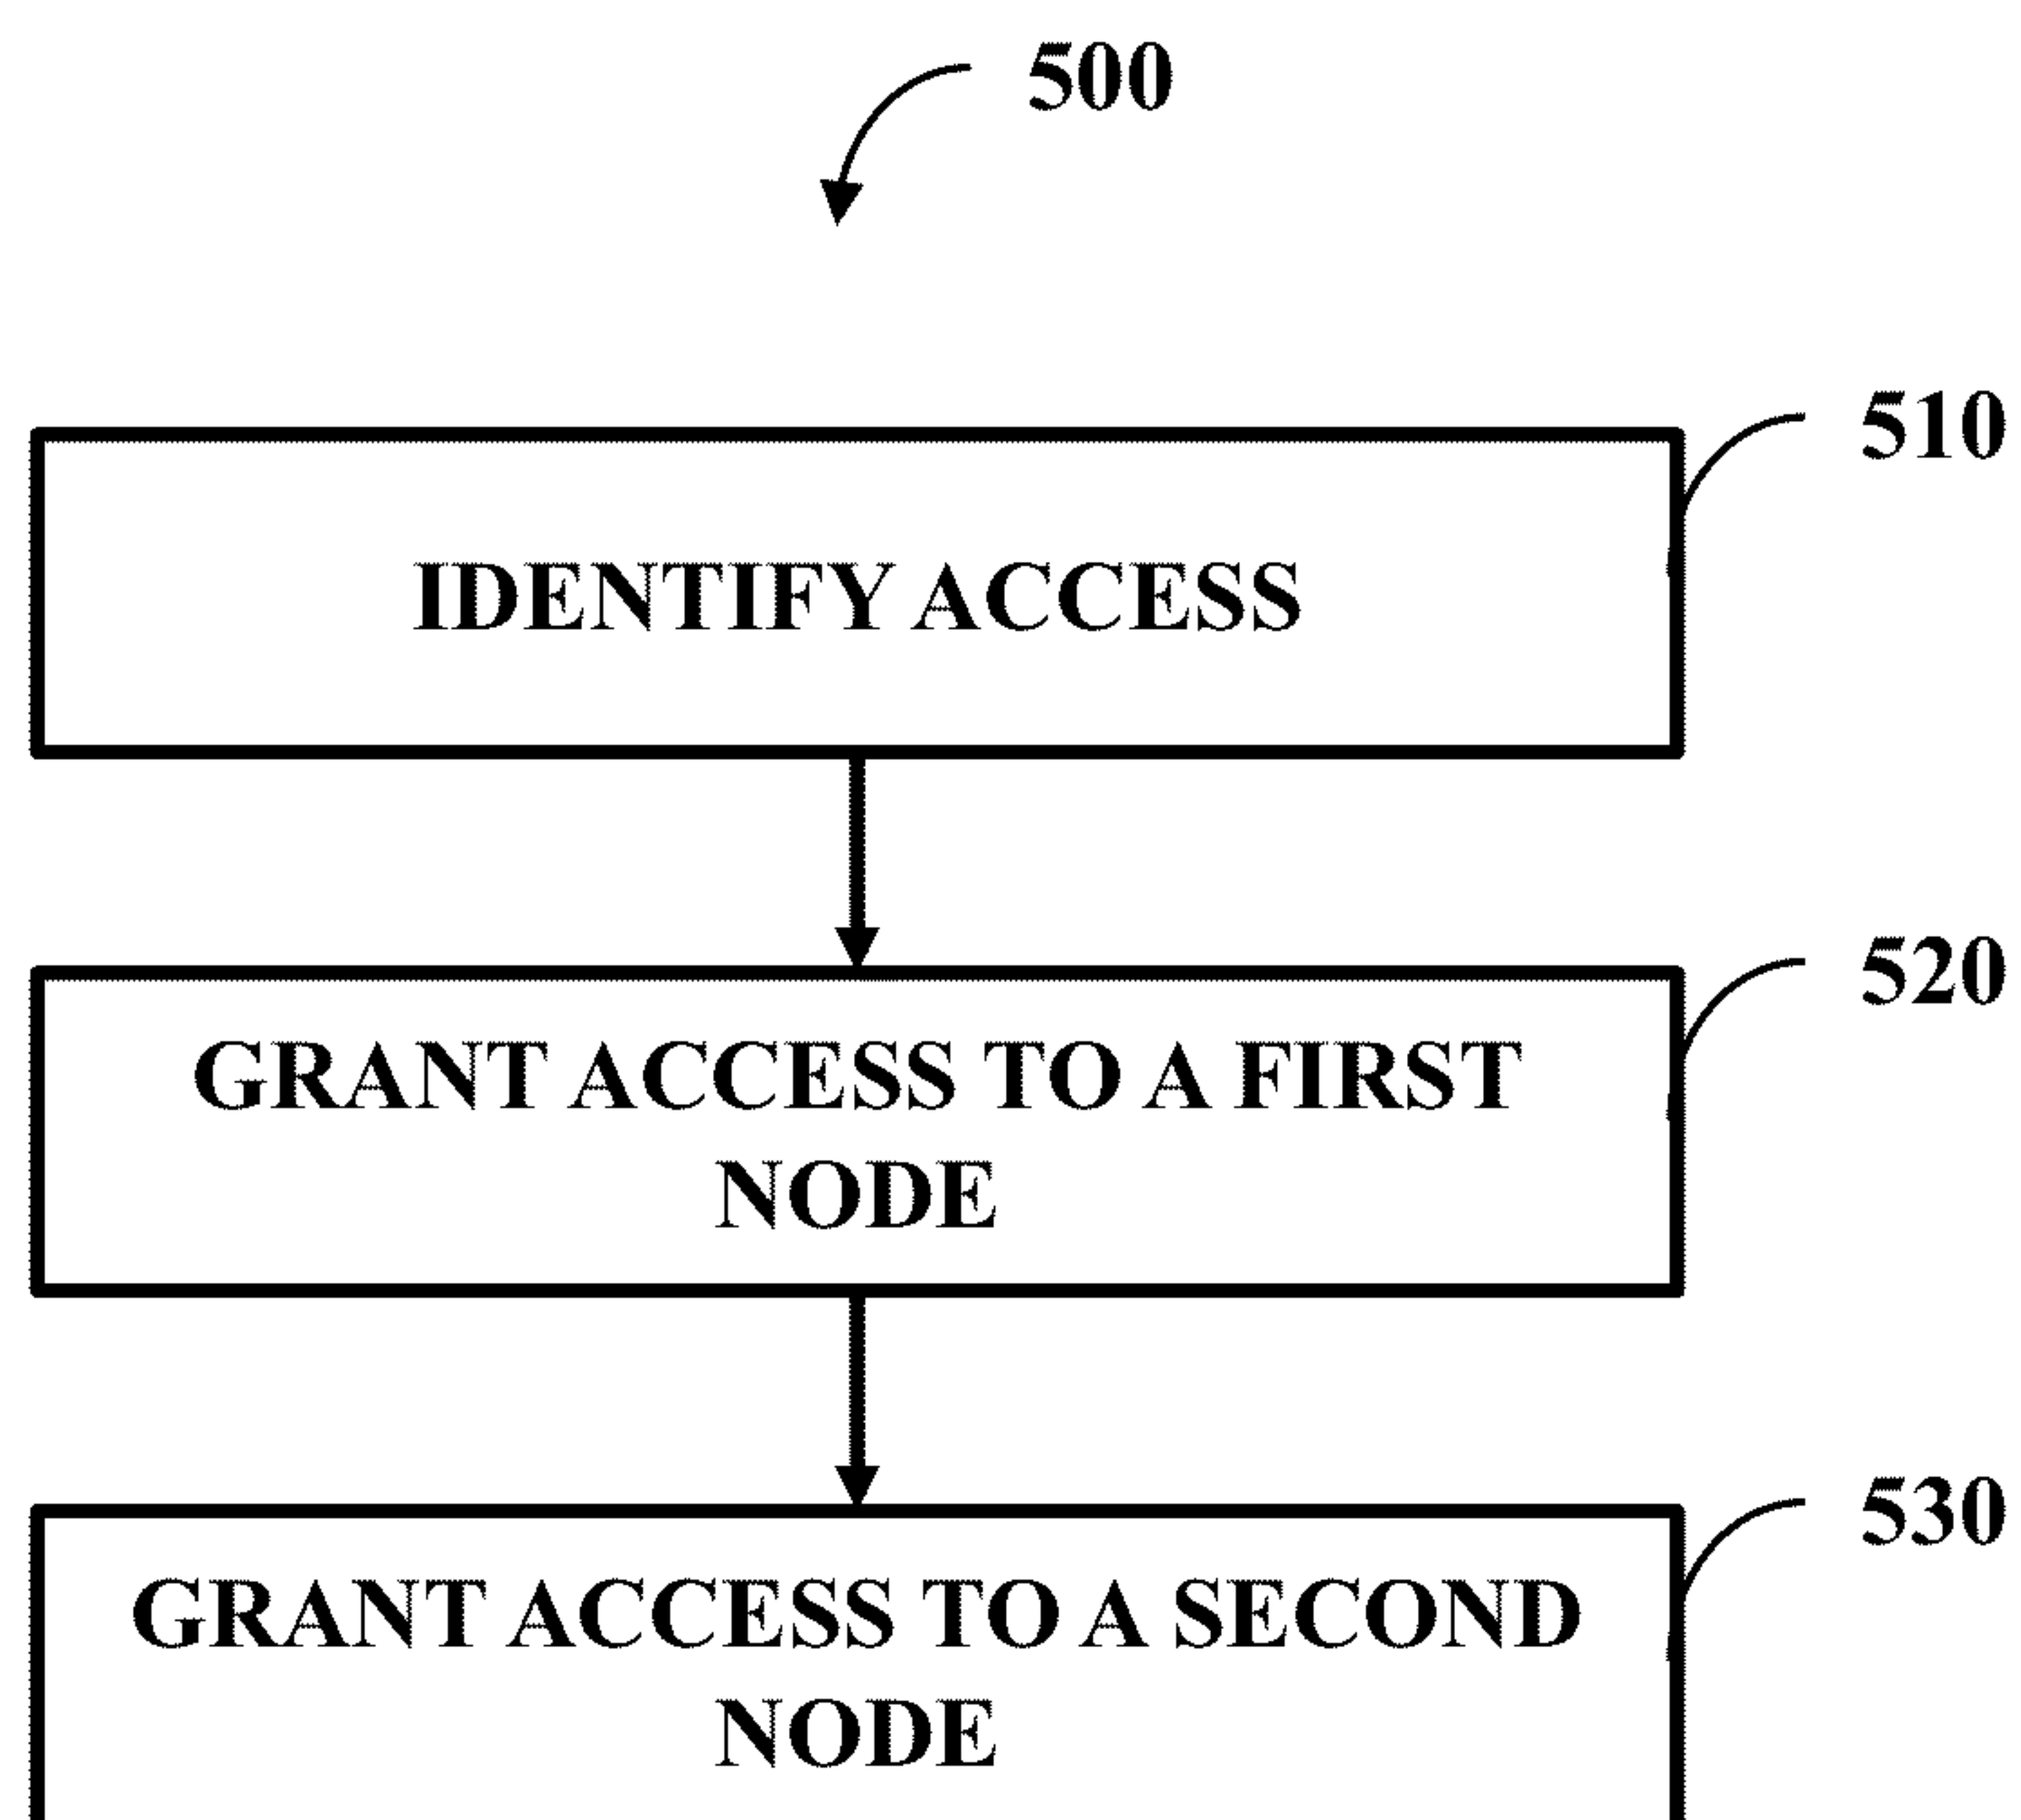 500
510
IDENTIFY ACCESS
520
GRANT ACCESS TO A FIRST
NODE
530
GRANT ACCESS TO A SECOND
NODE